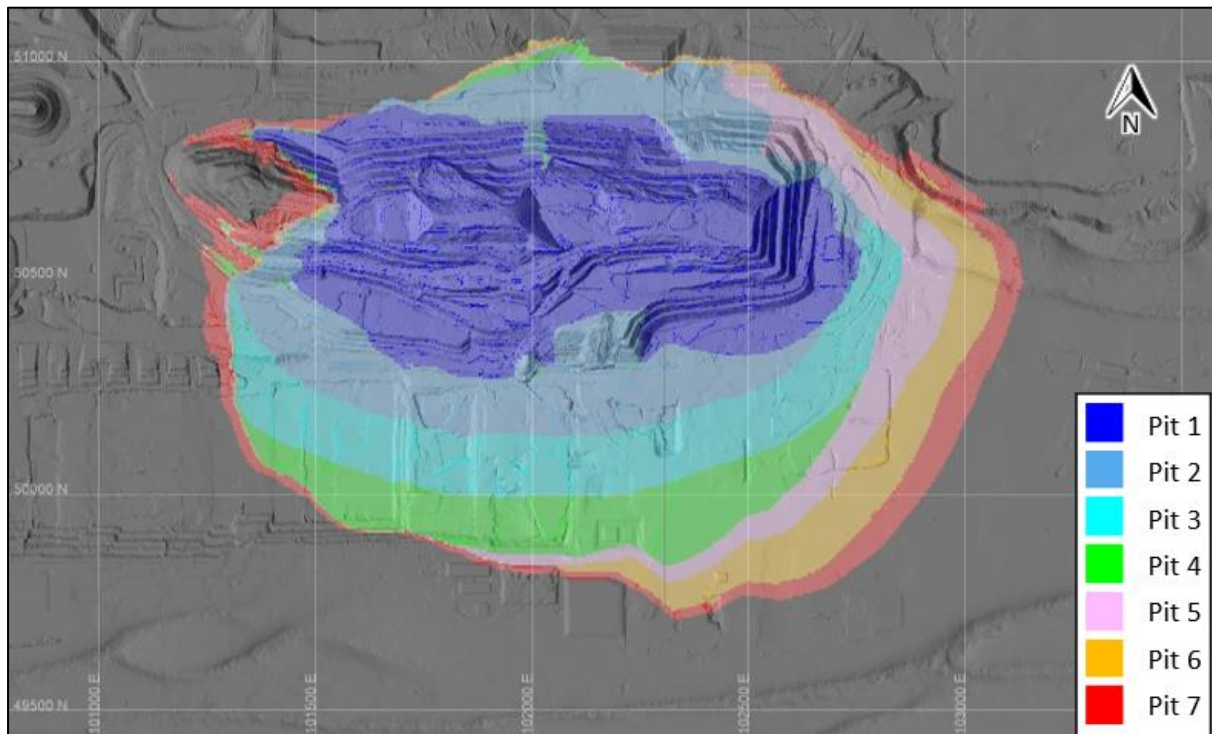 51000 N
N
50500 N
50000 N
49500 N
101000 E
101500 E
102000 E
102500 E
103000 E
Pit 1
Pit 2
Pit 3
Pit 4
Pit 5
Pit 6
Pit 7